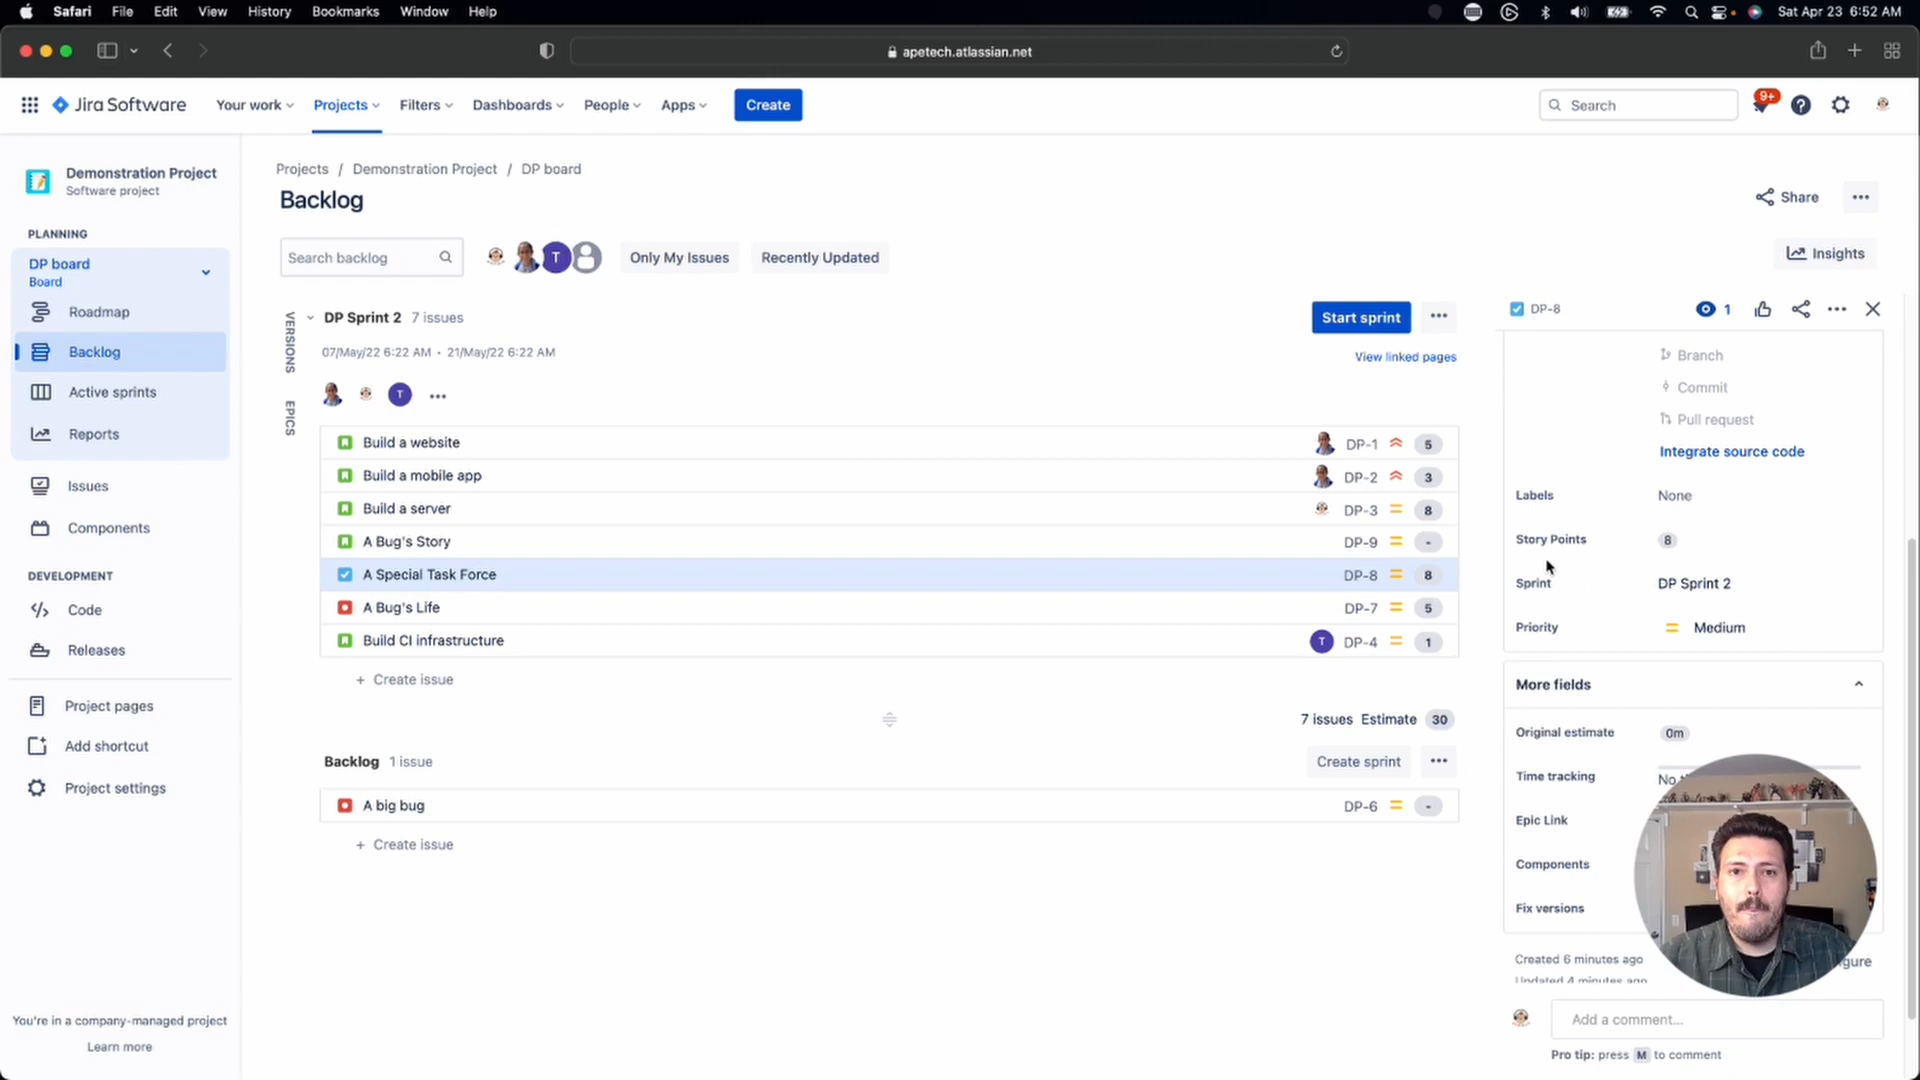 Safari File Edit View History Bookmarks Window Help Sat Apr 23 6:52 AM
apetech.atlassian.net
Jira Software Your work Projects Filters Dashboards People Apps Create Search 9+
Demonstration Project
Software project
PLANNING
DP board
Board
Roadmap
Backlog
Active sprints
Reports
Issues
Components
DEVELOPMENT
Code
Releases
Project pages
Add shortcut
Project settings
You're in a company-managed project
Learn more
Projects / Demonstration Project / DP board
Backlog
Share
Search backlog T Only My Issues Recently Updated
Insights
VERSIONS
EPICS
DP Sprint 2 7 issues Start sprint
07/May/22 6:22 AM • 21/May/22 6:22 AM View linked pages
T
Build a website DP-1 5
Build a mobile app DP-2 3
Build a server DP-3 8
A Bug's Story DP-9 -
A Special Task Force DP-8 8
A Bug's Life DP-7 5
Build CI infrastructure T DP-4 1
+ Create issue
7 issues Estimate 30
Backlog 1 issue Create sprint
A big bug DP-6 -
+ Create issue
DP-8 1
Branch
Commit
Pull request
Integrate source code
Labels None
Story Points 8
Sprint DP Sprint 2
Priority Medium
More fields
Original estimate 0m
Time tracking No
Epic Link
Components
Fix versions
Created 6 minutes ago
Updated 4 minutes ago
Add a comment...
Pro tip: press M to comment